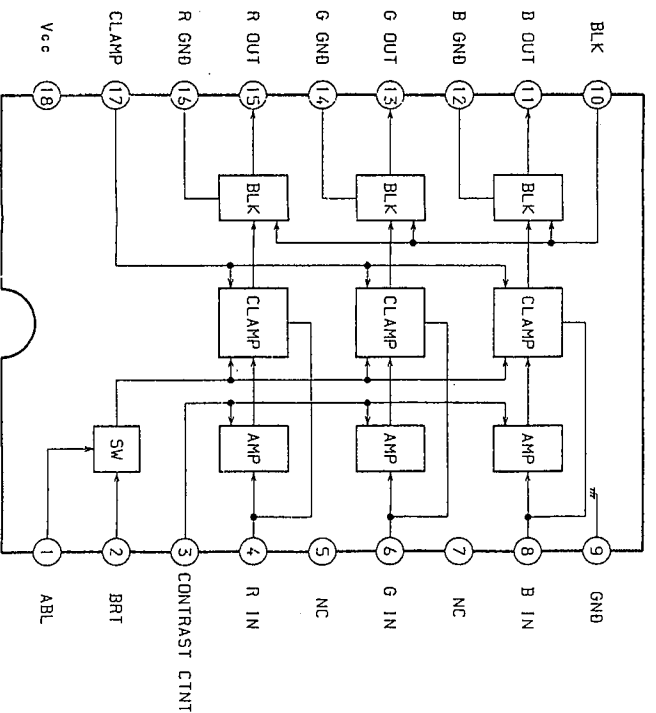 Vcc
CLAMP
R GND
R OUT
G GND
G OUT
B GND
B OUT
BLK
18
17
16
15
14
13
12
11
10
BLK
BLK
BLK
CLAMP
CLAMP
CLAMP
SW
AMP
AMP
AMP
1
2
3
4
5
6
7
8
9
ABL
BRT
CONTRAST CTNT
R IN
NC
G IN
NC
B IN
GND